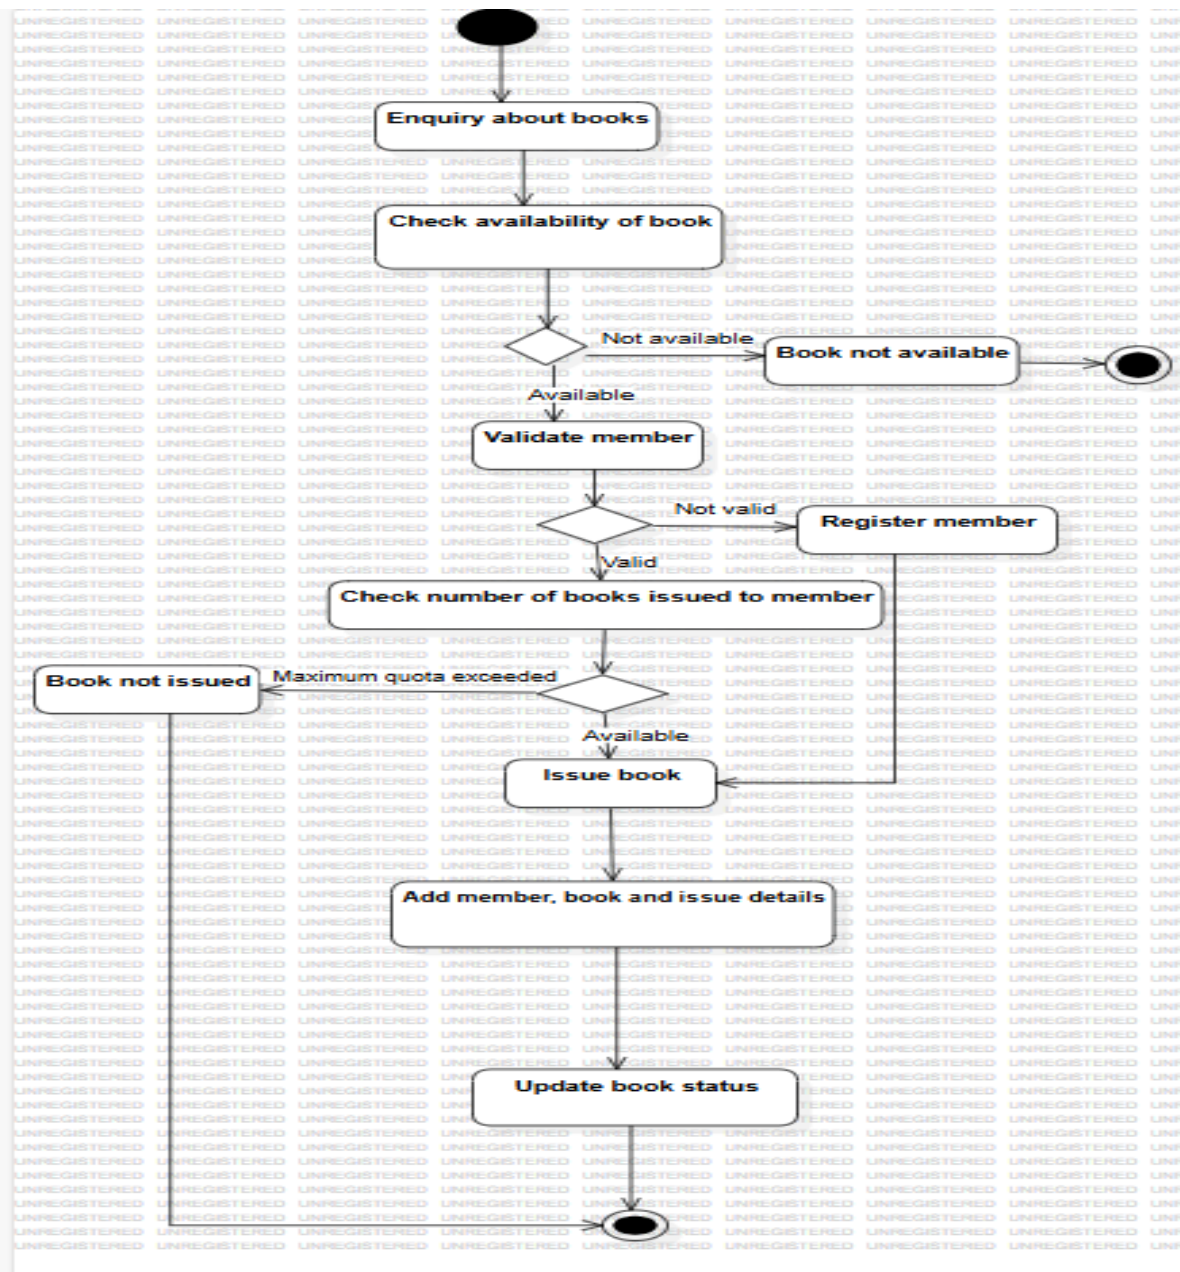 Enquiry about books
Check availability of book
Not available
Book not available
Available
Validate member
Not valid
Register member
Valid
Check number of books issued to member
Book not issued
Maximum quota exceeded
Available
Issue book
Add member, book and issue details
Update book status
UNREGISTERED